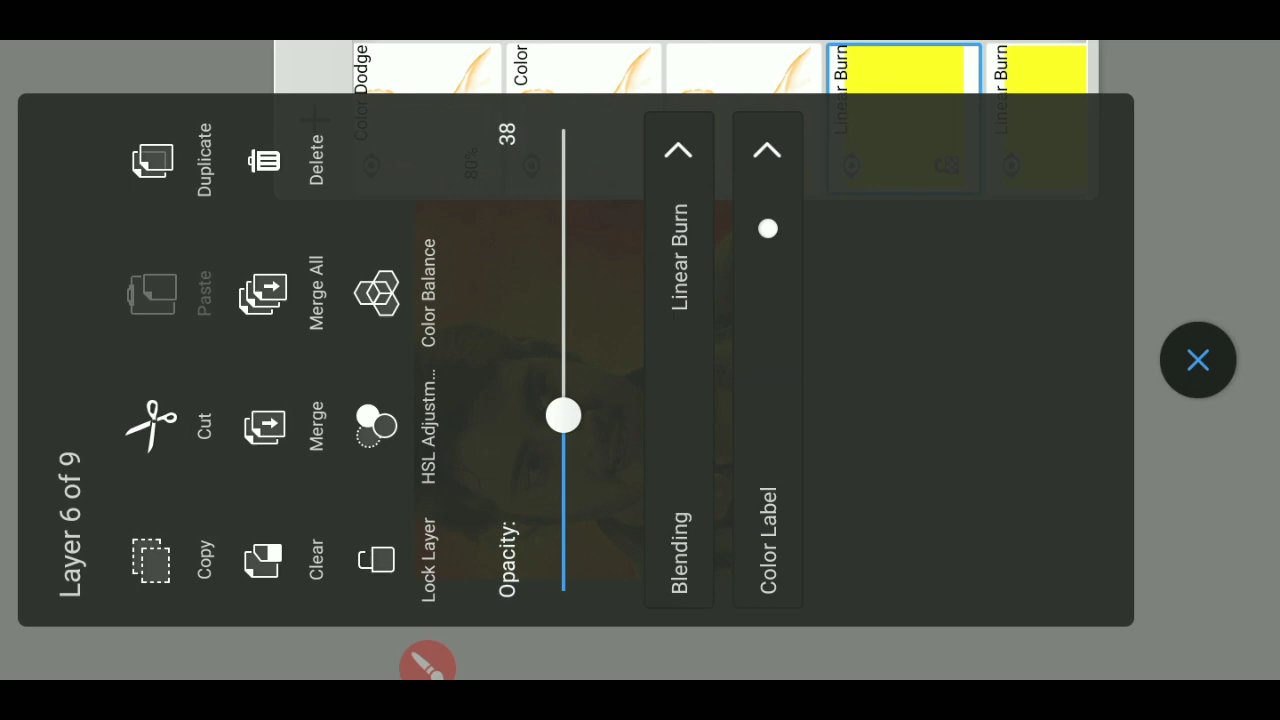 Layer 6 of 9
Copy
Cut
Paste
Duplicate
Clear
Merge
Merge All
Delete
Lock Layer
HSL Adjustm...
Color Balance
Opacity:
38
Blending
Linear Burn
Color Label
Color Dodge
80%
Color
Linear Burn
Linear Burn